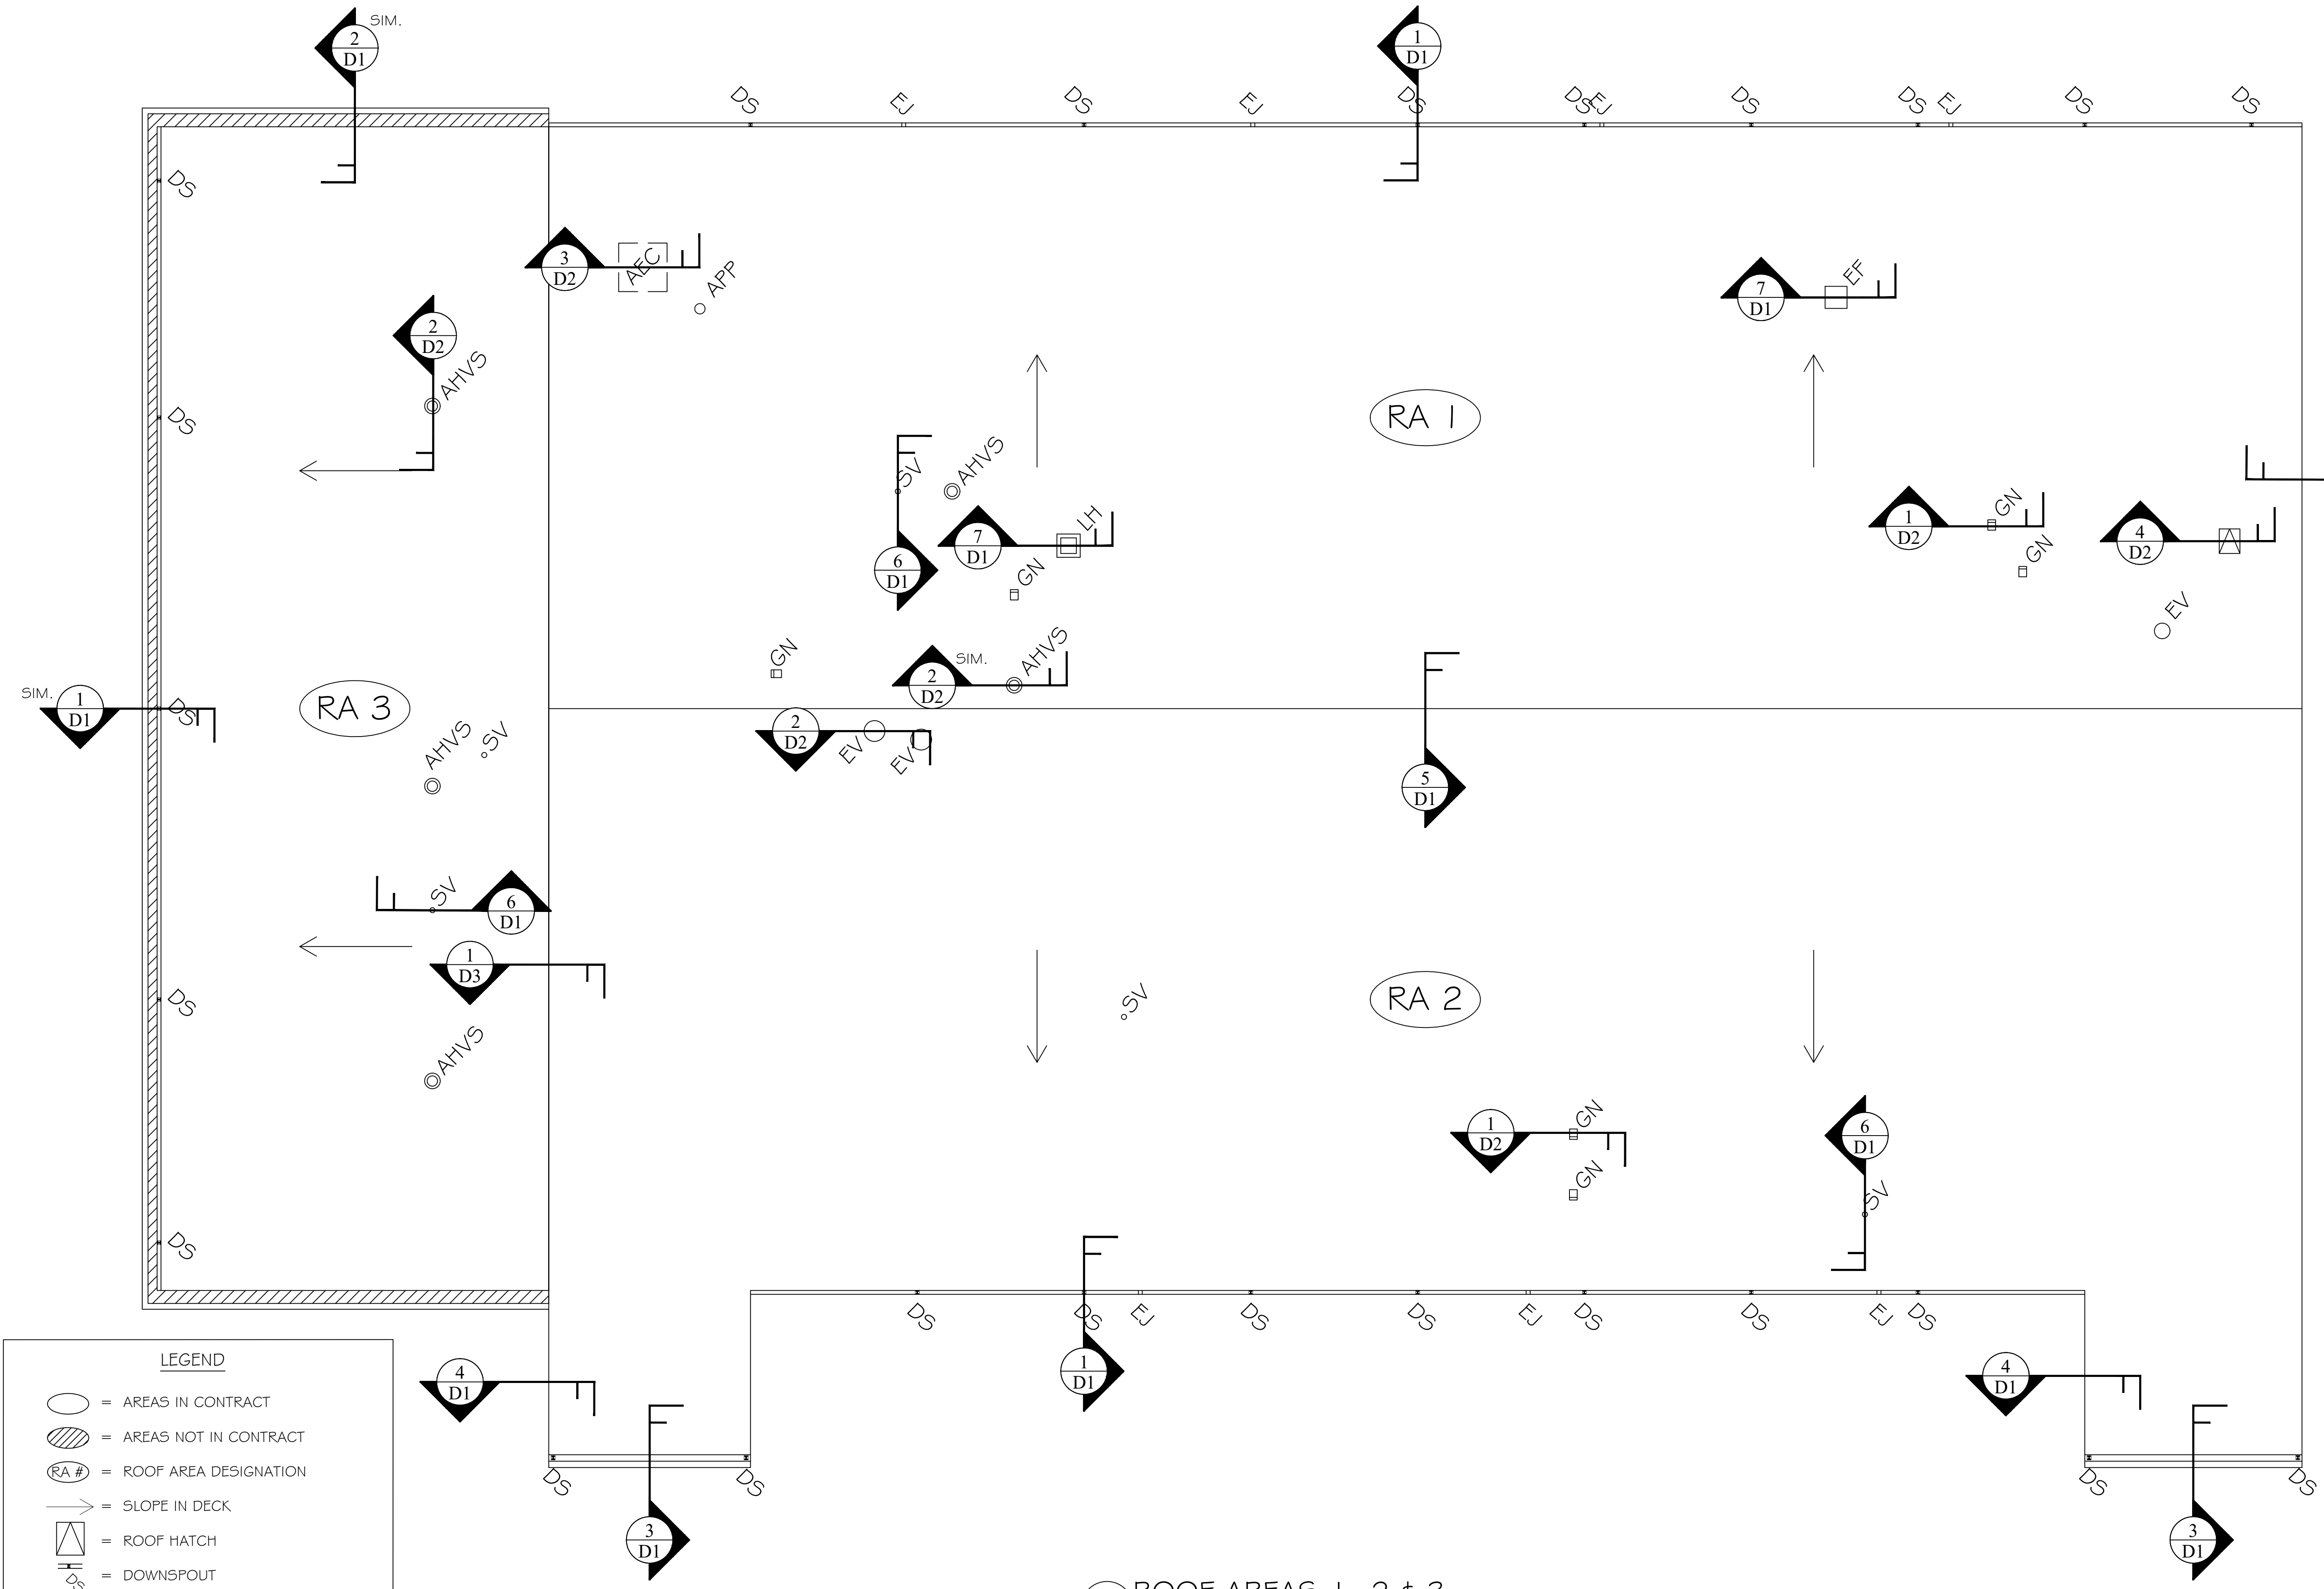 2
D1
SIM.
1
D1
DS
EJ
DS
EJ
DS
DS
EJ
DS
DS
EJ
DS
DS
DS
3
D2
AEC
APP
7
D1
EF
2
D2
AHVS
DS
RA 1
SV
AHVS
7
D1
LH
GN
6
D1
1
D2
GN
GN
4
D2
EV
GN
2
D2
SIM.
AHVS
SIM.
1
D1
DS
RA 3
AHVS
SV
2
D2
EV
EV
5
D1
SV
6
D1
1
D3
DS
AHVS
SV
RA 2
1
D2
GN
GN
6
D1
SV
DS
DS
DS
EJ
DS
DS
EJ
DS
DS
EJ
DS
1
D1
4
D1
4
D1
DS
DS
DS
DS
3
D1
3
D1
LEGEND
= AREAS IN CONTRACT
= AREAS NOT IN CONTRACT
RA # = ROOF AREA DESIGNATION
= SLOPE IN DECK
= ROOF HATCH
DS = DOWNSPOUT
ROOF AREAS 1, 2 & 3